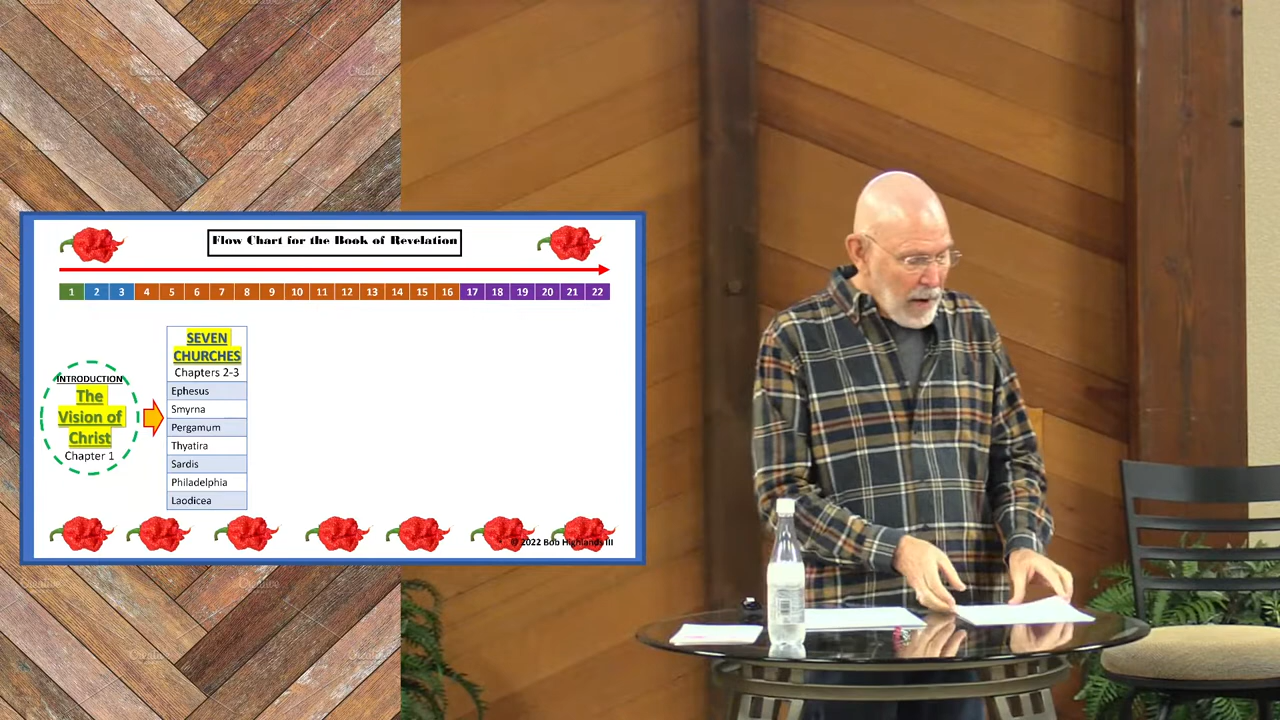 Flow Chart for the Book of Revelation
1 2 3 4 5 6 7 8 9 10 11 12 13 14 15 16 17 18 19 20 21 22
SEVEN
CHURCHES
Chapters 2-3
INTRODUCTION
The
Vision of
Christ
Chapter 1
Ephesus
Smyrna
Pergamum
Thyatira
Sardis
Philadelphia
Laodicea
© 2022 Bob Highlands III